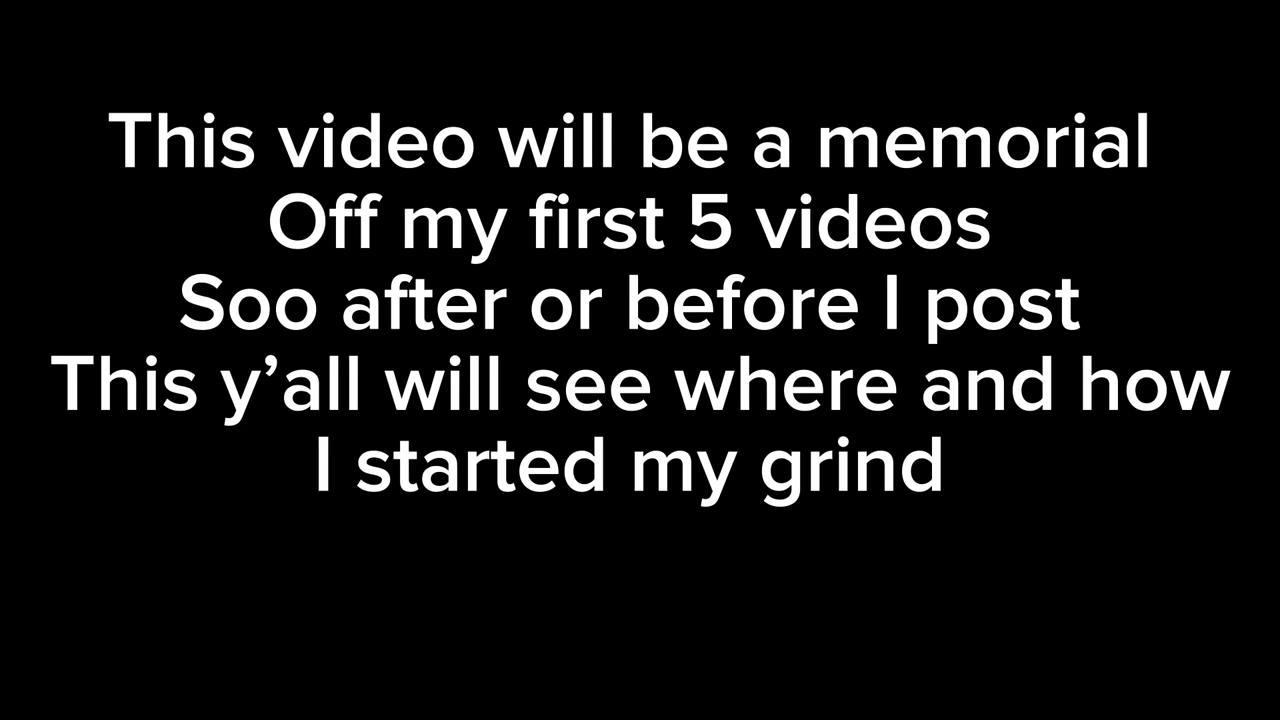 This video will be a memorial
Off my first 5 videos
Soo after or before I post
This y’all will see where and how
I started my grind